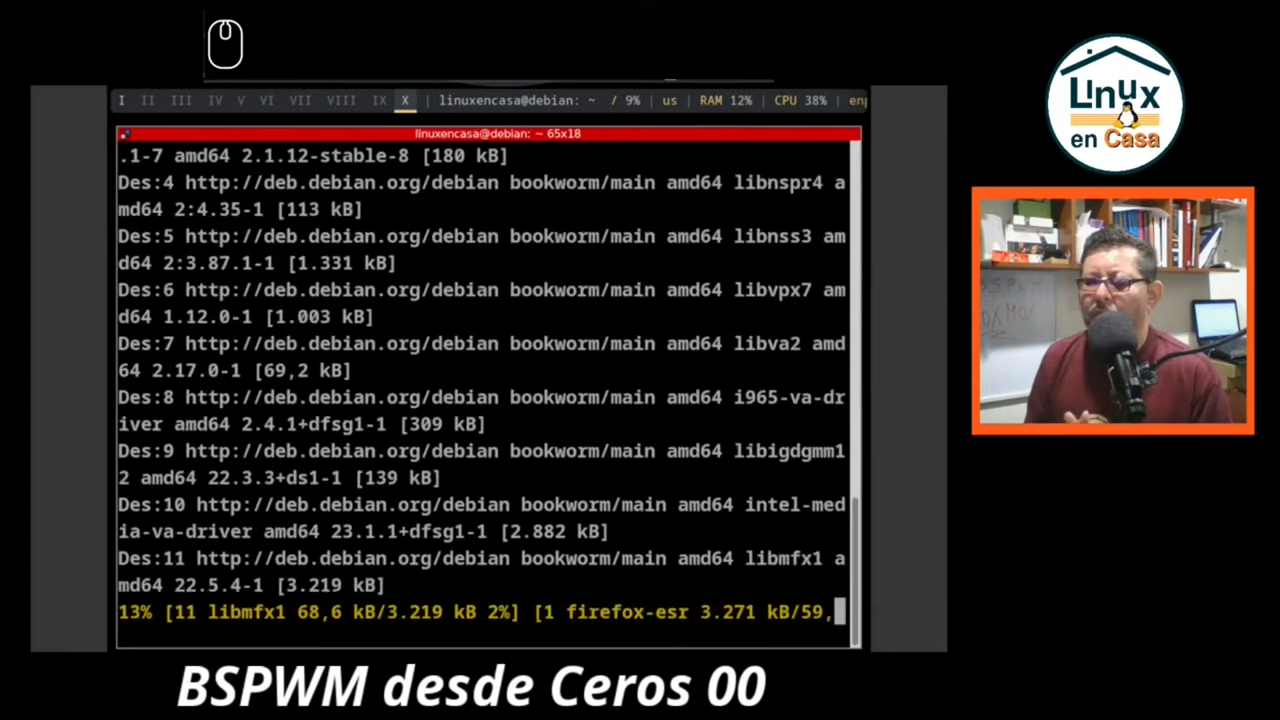 Linux
en Casa
I II III IV V VI VII VIII IX X | linuxencasa@debian: ~ / 9% | us | RAM 12% | CPU 38% | enp
linuxencasa@debian: ~ 65x18
.1-7 amd64 2.1.12-stable-8 [180 kB]
Des:4 http://deb.debian.org/debian bookworm/main amd64 libnspr4 a
md64 2:4.35-1 [113 kB]
Des:5 http://deb.debian.org/debian bookworm/main amd64 libnss3 am
d64 2:3.87.1-1 [1.331 kB]
Des:6 http://deb.debian.org/debian bookworm/main amd64 libvpx7 am
d64 1.12.0-1 [1.003 kB]
Des:7 http://deb.debian.org/debian bookworm/main amd64 libva2 amd
64 2.17.0-1 [69,2 kB]
Des:8 http://deb.debian.org/debian bookworm/main amd64 i965-va-dr
iver amd64 2.4.1+dfsg1-1 [309 kB]
Des:9 http://deb.debian.org/debian bookworm/main amd64 libigdgmm1
2 amd64 22.3.3+ds1-1 [139 kB]
Des:10 http://deb.debian.org/debian bookworm/main amd64 intel-med
ia-va-driver amd64 23.1.1+dfsg1-1 [2.882 kB]
Des:11 http://deb.debian.org/debian bookworm/main amd64 libmfx1 a
md64 22.5.4-1 [3.219 kB]
13% [11 libmfx1 68,6 kB/3.219 kB 2%] [1 firefox-esr 3.271 kB/59,
BSPWM desde Ceros 00